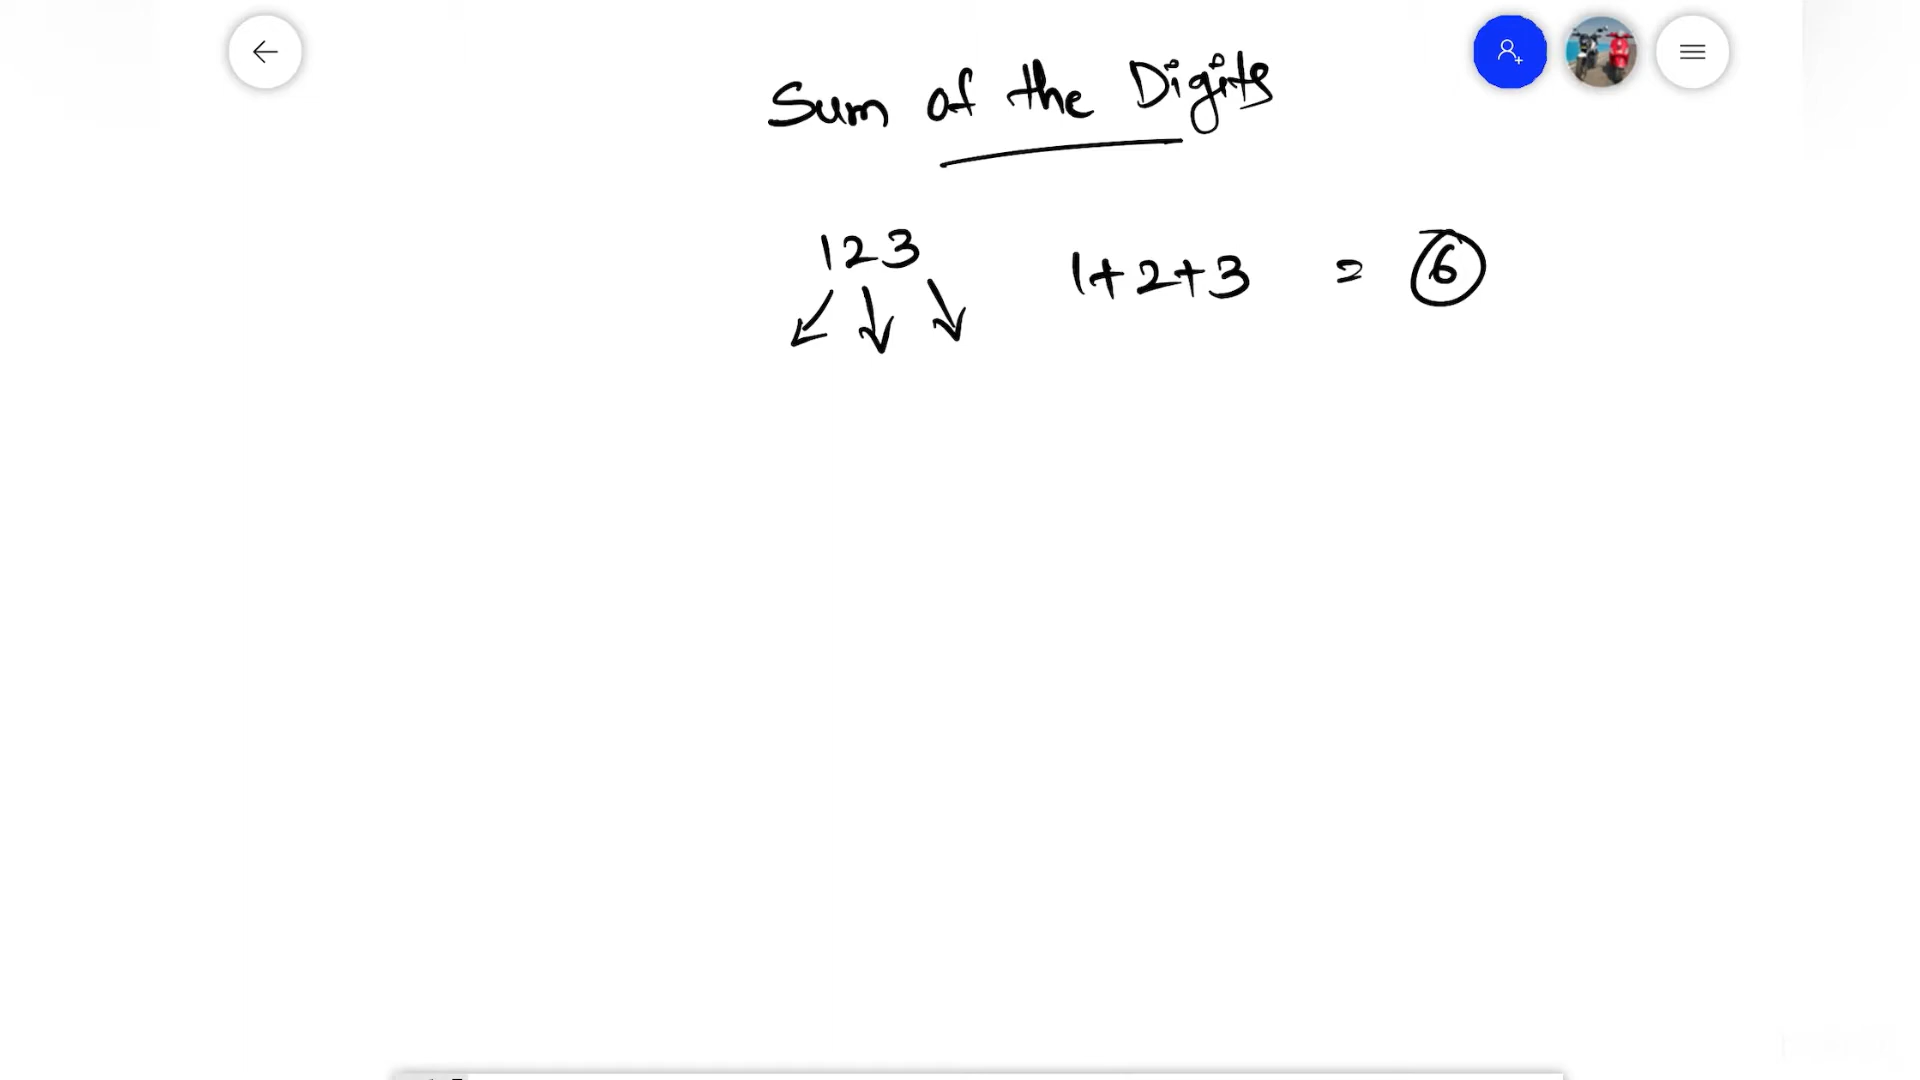 Sum of the Digits
123 1+2+3 = 6